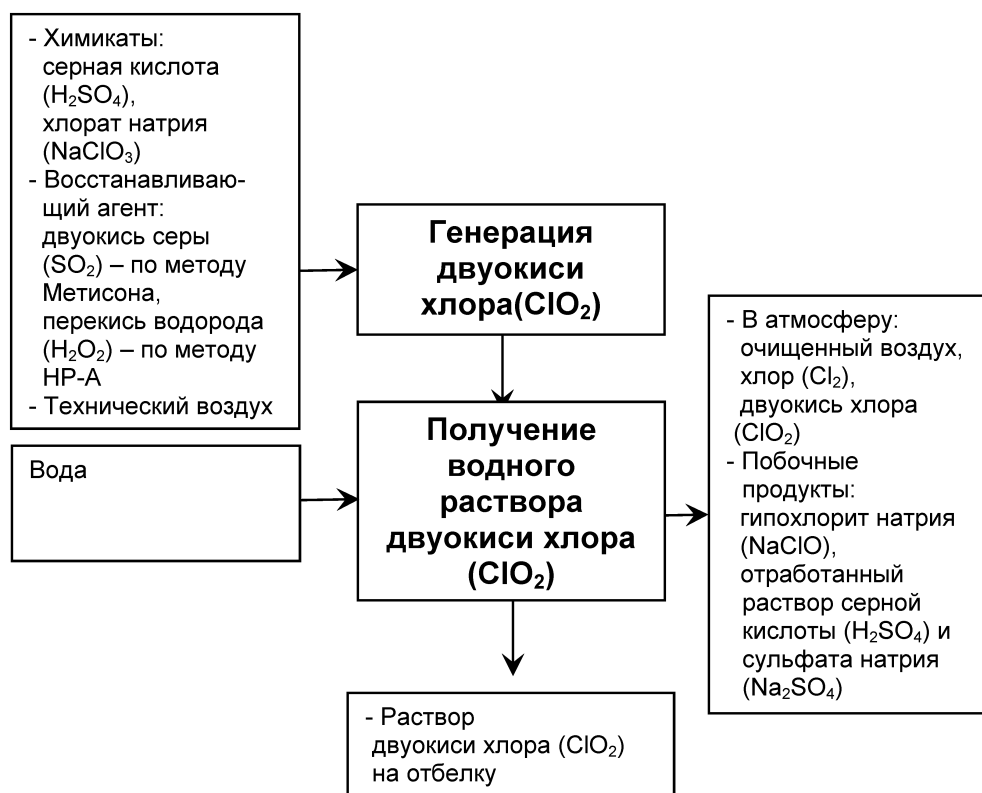 - Химикаты:
серная кислота
(H₂SO₄),
хлорат натрия
(NaClO₃)
- Восстанавливаю-
щий агент:
двуокись серы
(SO₂) – по методу
Метисона,
перекись водорода
(H₂O₂) – по методу
НР-А
- Технический воздух
Вода
Генерация
двуокиси
хлора(ClO₂)
Получение
водного
раствора
двуокиси хлора
(ClO₂)
- В атмосферу:
очищенный воздух,
хлор (Cl₂),
двуокись хлора
(ClO₂)
- Побочные
продукты:
гипохлорит натрия
(NaClO),
отработанный
раствор серной
кислоты (H₂SO₄) и
сульфата натрия
(Na₂SO₄)
- Раствор
двуокиси хлора (ClO₂)
на отбелку